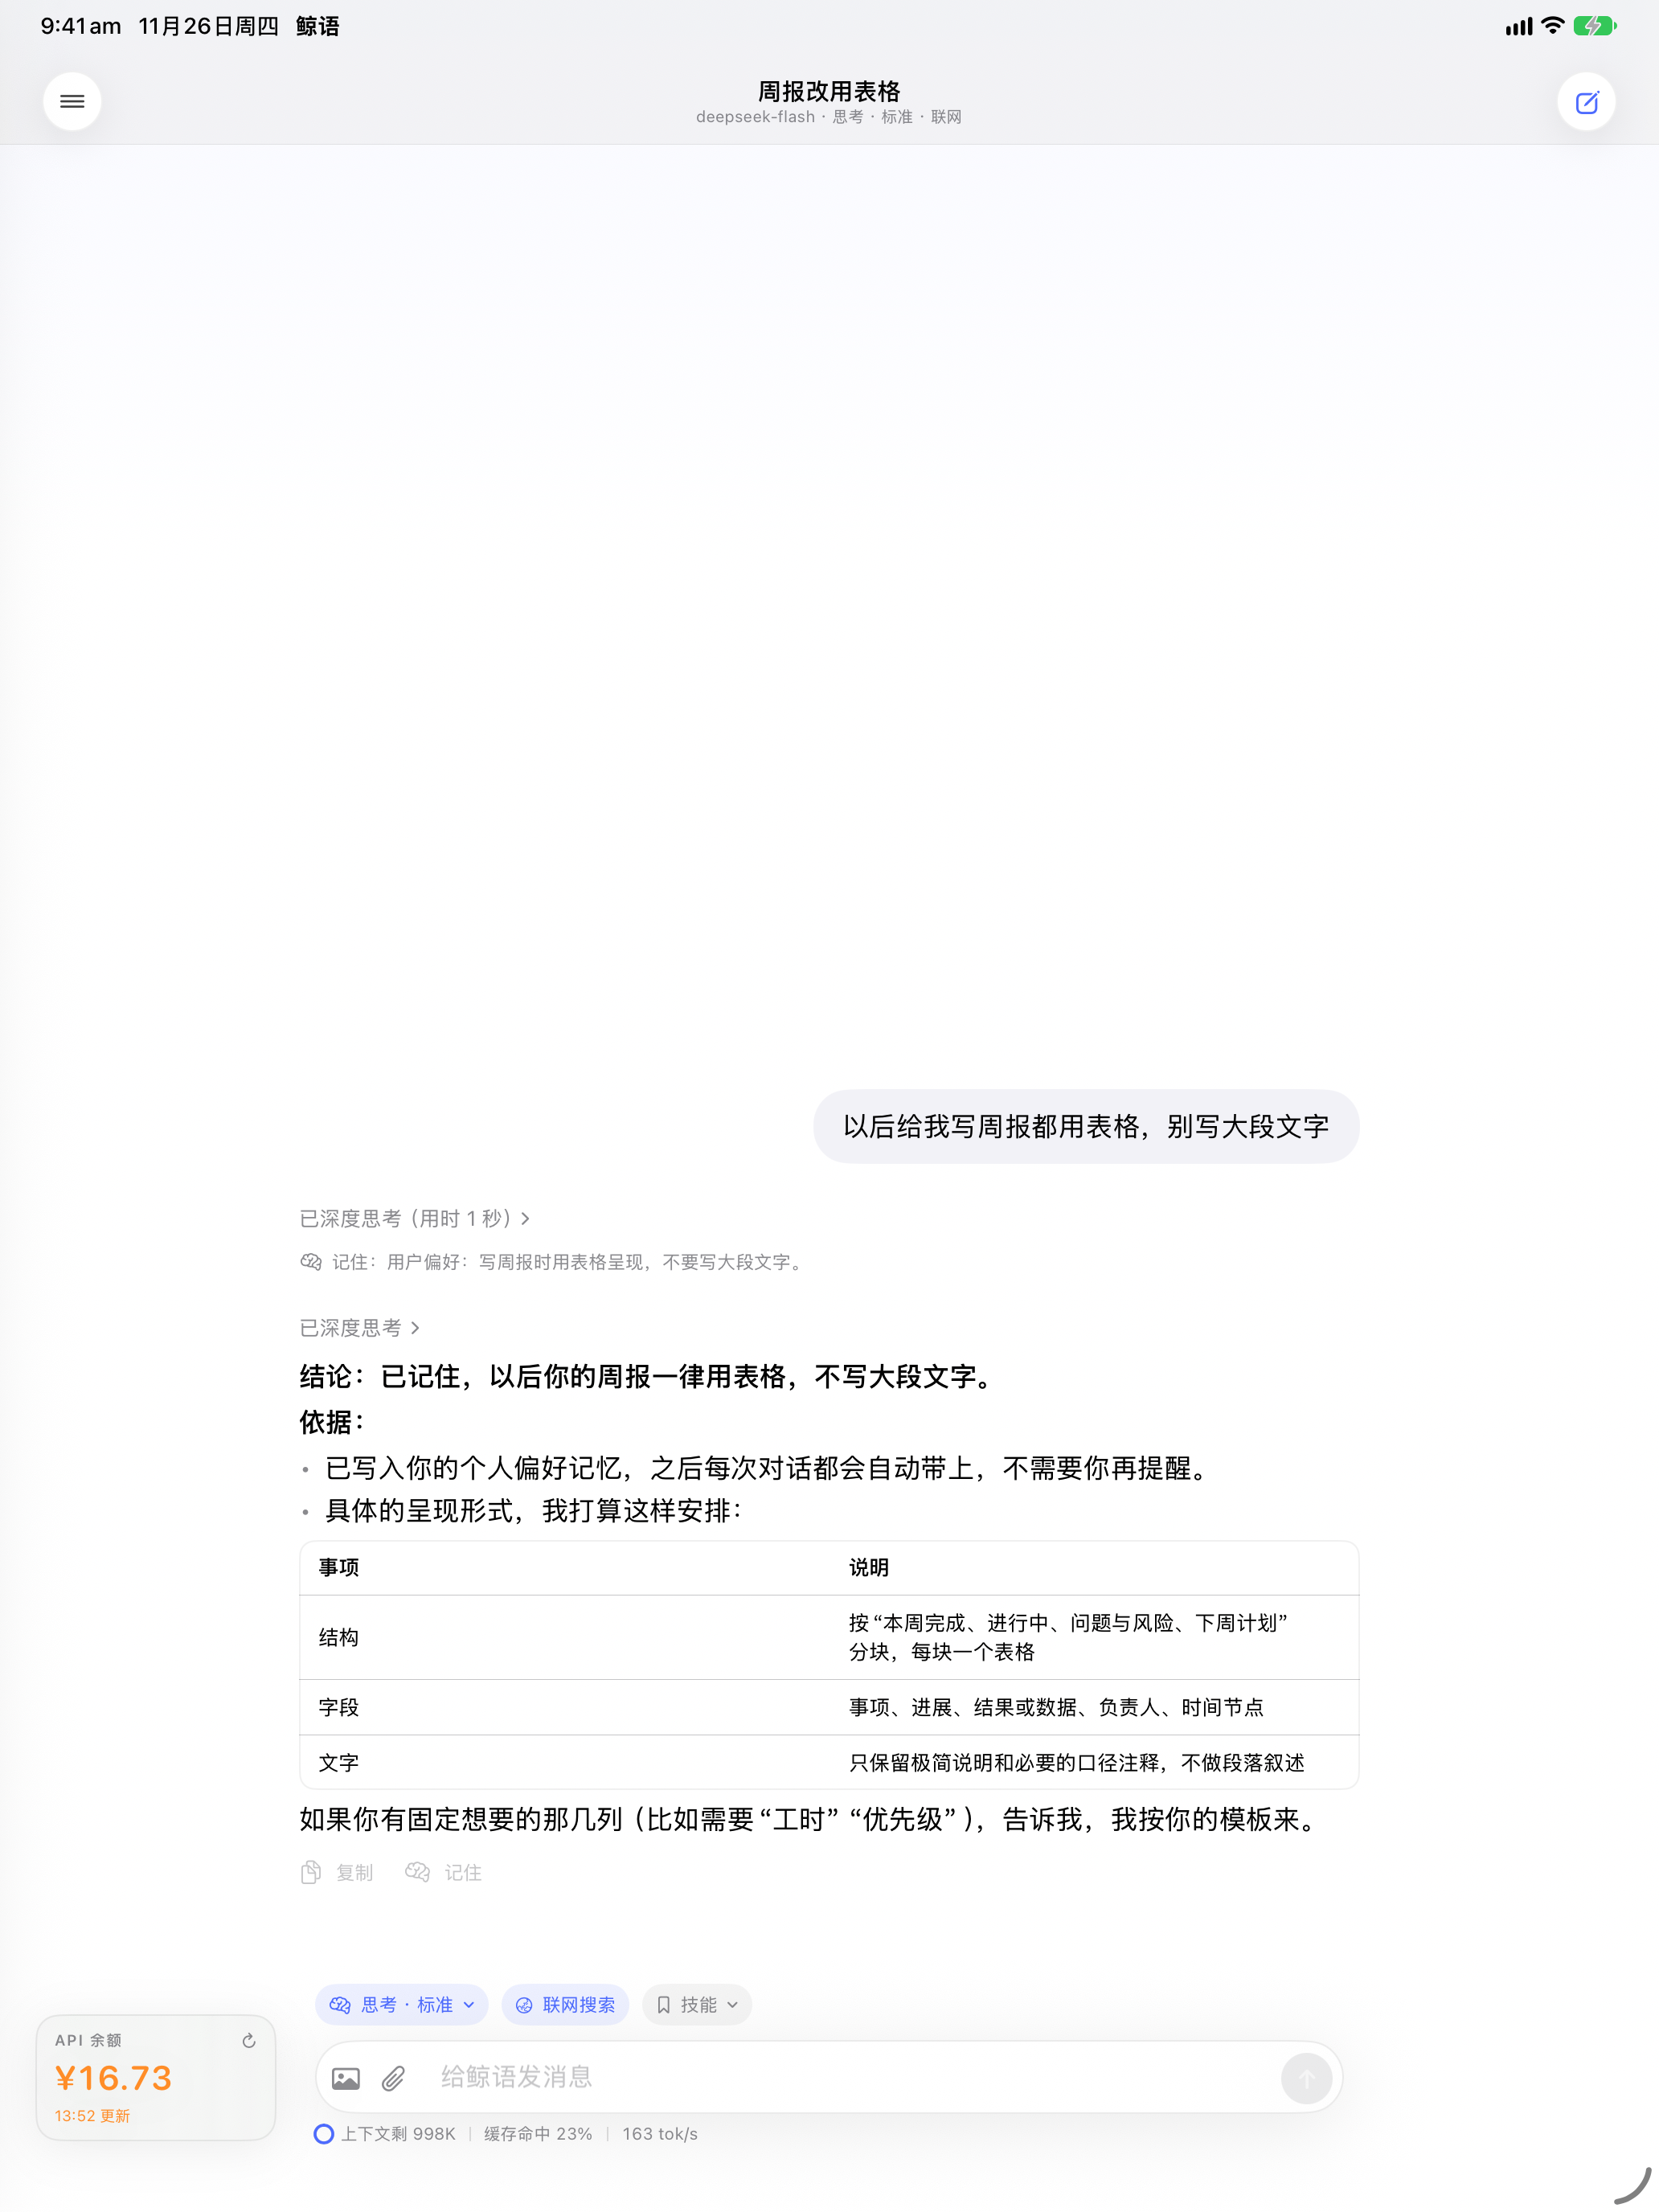 9:41am 11月26日周四 鲸语
周报改用表格
deepseek-flash · 思考 · 标准 · 联网
以后给我写周报都用表格，别写大段文字
已深度思考（用时 1 秒）
记住：用户偏好：写周报时用表格呈现，不要写大段文字。
已深度思考
结论：已记住，以后你的周报一律用表格，不写大段文字。
依据：
• 已写入你的个人偏好记忆，之后每次对话都会自动带上，不需要你再提醒。
• 具体的呈现形式，我打算这样安排：
事项 说明
结构 按“本周完成、进行中、问题与风险、下周计划”
分块，每块一个表格
字段 事项、进展、结果或数据、负责人、时间节点
文字 只保留极简说明和必要的口径注释，不做段落叙述
如果你有固定想要的那几列（比如需要“工时”“优先级”），告诉我，我按你的模板来。
复制 记住
思考 · 标准 联网搜索 技能
API 余额
¥16.73
13:52 更新
给鲸语发消息
上下文剩 998K | 缓存命中 23% | 163 tok/s